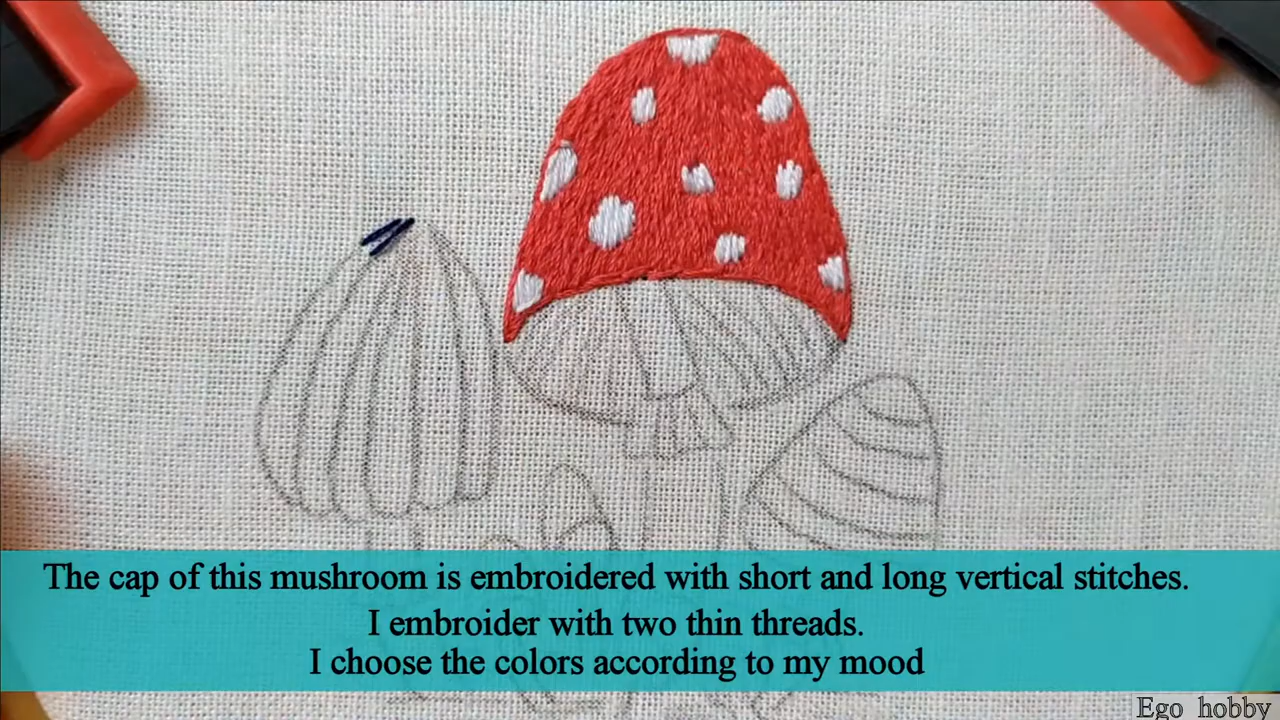 The cap of this mushroom is embroidered with short and long vertical stitches.
I embroider with two thin threads.
I choose the colors according to my mood
Ego hobby